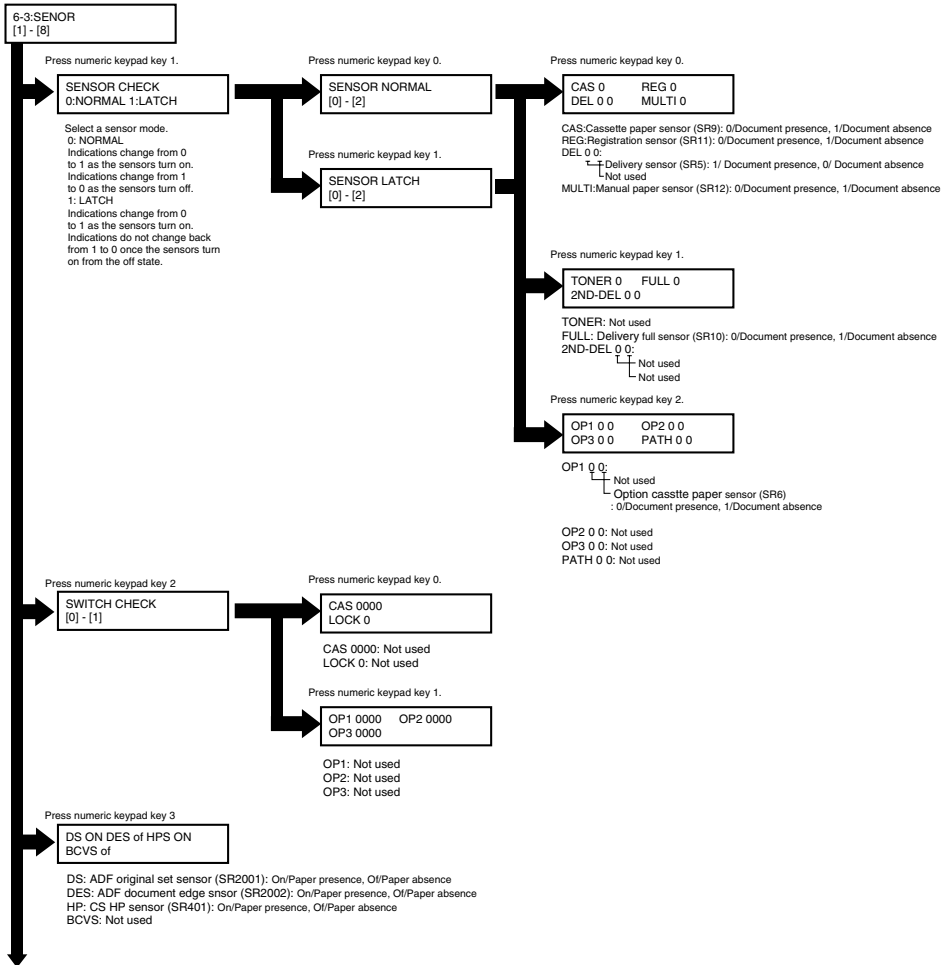 6-3:SENOR
[1] - [8]
Press numeric keypad key 1.
SENSOR CHECK
0:NORMAL 1:LATCH
Select a sensor mode.
0: NORMAL
Indications change from 0
to 1 as the sensors turn on.
Indications change from 1
to 0 as the sensors turn off.
1: LATCH
Indications change from 0
to 1 as the sensors turn on.
Indications do not change back
from 1 to 0 once the sensors turn
on from the off state.
Press numeric keypad key 0.
SENSOR NORMAL
[0] - [2]
Press numeric keypad key 1.
SENSOR LATCH
[0] - [2]
Press numeric keypad key 0.
CAS 0 REG 0
DEL 0 0 MULTI 0
CAS:Cassette paper sensor (SR9): 0/Document presence, 1/Document absence
REG:Registration sensor (SR11): 0/Document presence, 1/Document absence
DEL 0 0:
Delivery sensor (SR5): 1/ Document presence, 0/ Document absence
Not used
MULTI:Manual paper sensor (SR12): 0/Document presence, 1/Document absence
Press numeric keypad key 1.
TONER 0 FULL 0
2ND-DEL 0 0
TONER: Not used
FULL: Delivery full sensor (SR10): 0/Document presence, 1/Document absence
2ND-DEL 0 0:
Not used
Not used
Press numeric keypad key 2.
OP1 0 0 OP2 0 0
OP3 0 0 PATH 0 0
OP1 0 0:
Not used
Option casstte paper sensor (SR6)
: 0/Document presence, 1/Document absence
OP2 0 0: Not used
OP3 0 0: Not used
PATH 0 0: Not used
Press numeric keypad key 2
SWITCH CHECK
[0] - [1]
Press numeric keypad key 0.
CAS 0000
LOCK 0
CAS 0000: Not used
LOCK 0: Not used
Press numeric keypad key 1.
OP1 0000 OP2 0000
OP3 0000
OP1: Not used
OP2: Not used
OP3: Not used
Press numeric keypad key 3
DS ON DES of HPS ON
BCVS of
DS: ADF original set sensor (SR2001): On/Paper presence, Of/Paper absence
DES: ADF document edge snsor (SR2002): On/Paper presence, Of/Paper absence
HP: CS HP sensor (SR401): On/Paper presence, Of/Paper absence
BCVS: Not used